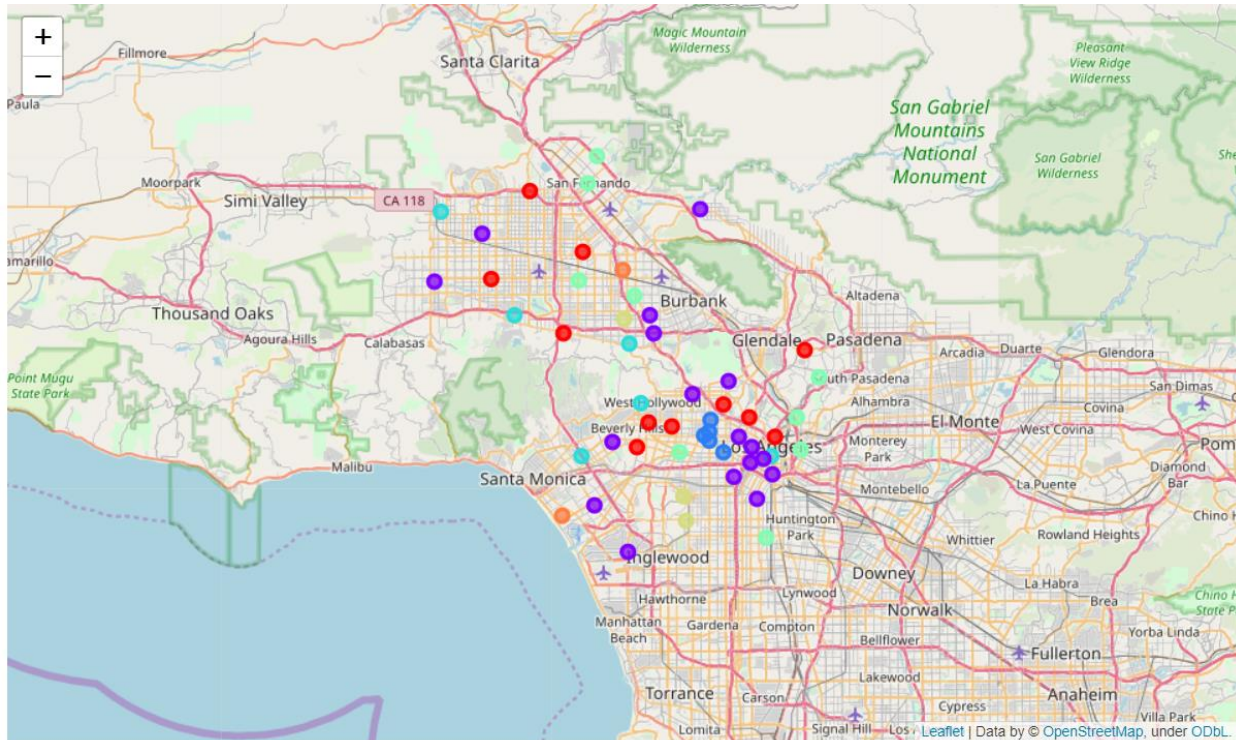 +
−
Fillmore
Santa Clarita
Magic Mountain
Wilderness
Pleasant
View Ridge
Wilderness
Paula
San Gabriel
Mountains
National
Monument
San Gabriel
Wilderness
Moorpark
Simi Valley
CA 118
San Fernando
Thousand Oaks
Agoura Hills
Calabasas
Burbank
Altadena
Glendale
Pasadena
Arcadia
Duarte
Glendora
Point Mugu
State Park
South Pasadena
San Dimas
West Hollywood
Alhambra
Covina
Beverly Hills
El Monte
West Covina
Los Angeles
Monterey
Park
Malibu
Santa Monica
Montebello
La Puente
Diamond
Bar
Huntington
Park
Whittier
Rowland Heights
Inglewood
Downey
La Habra
Hawthorne
Lynwood
Norwalk
Brea
Manhattan
Beach
Gardena
Compton
Bellflower
Fullerton
Yorba Linda
Torrance
Carson
Lakewood
Cypress
Anaheim
Lomita
Signal Hill
Villa Park
Leaflet | Data by © OpenStreetMap, under ODbL.